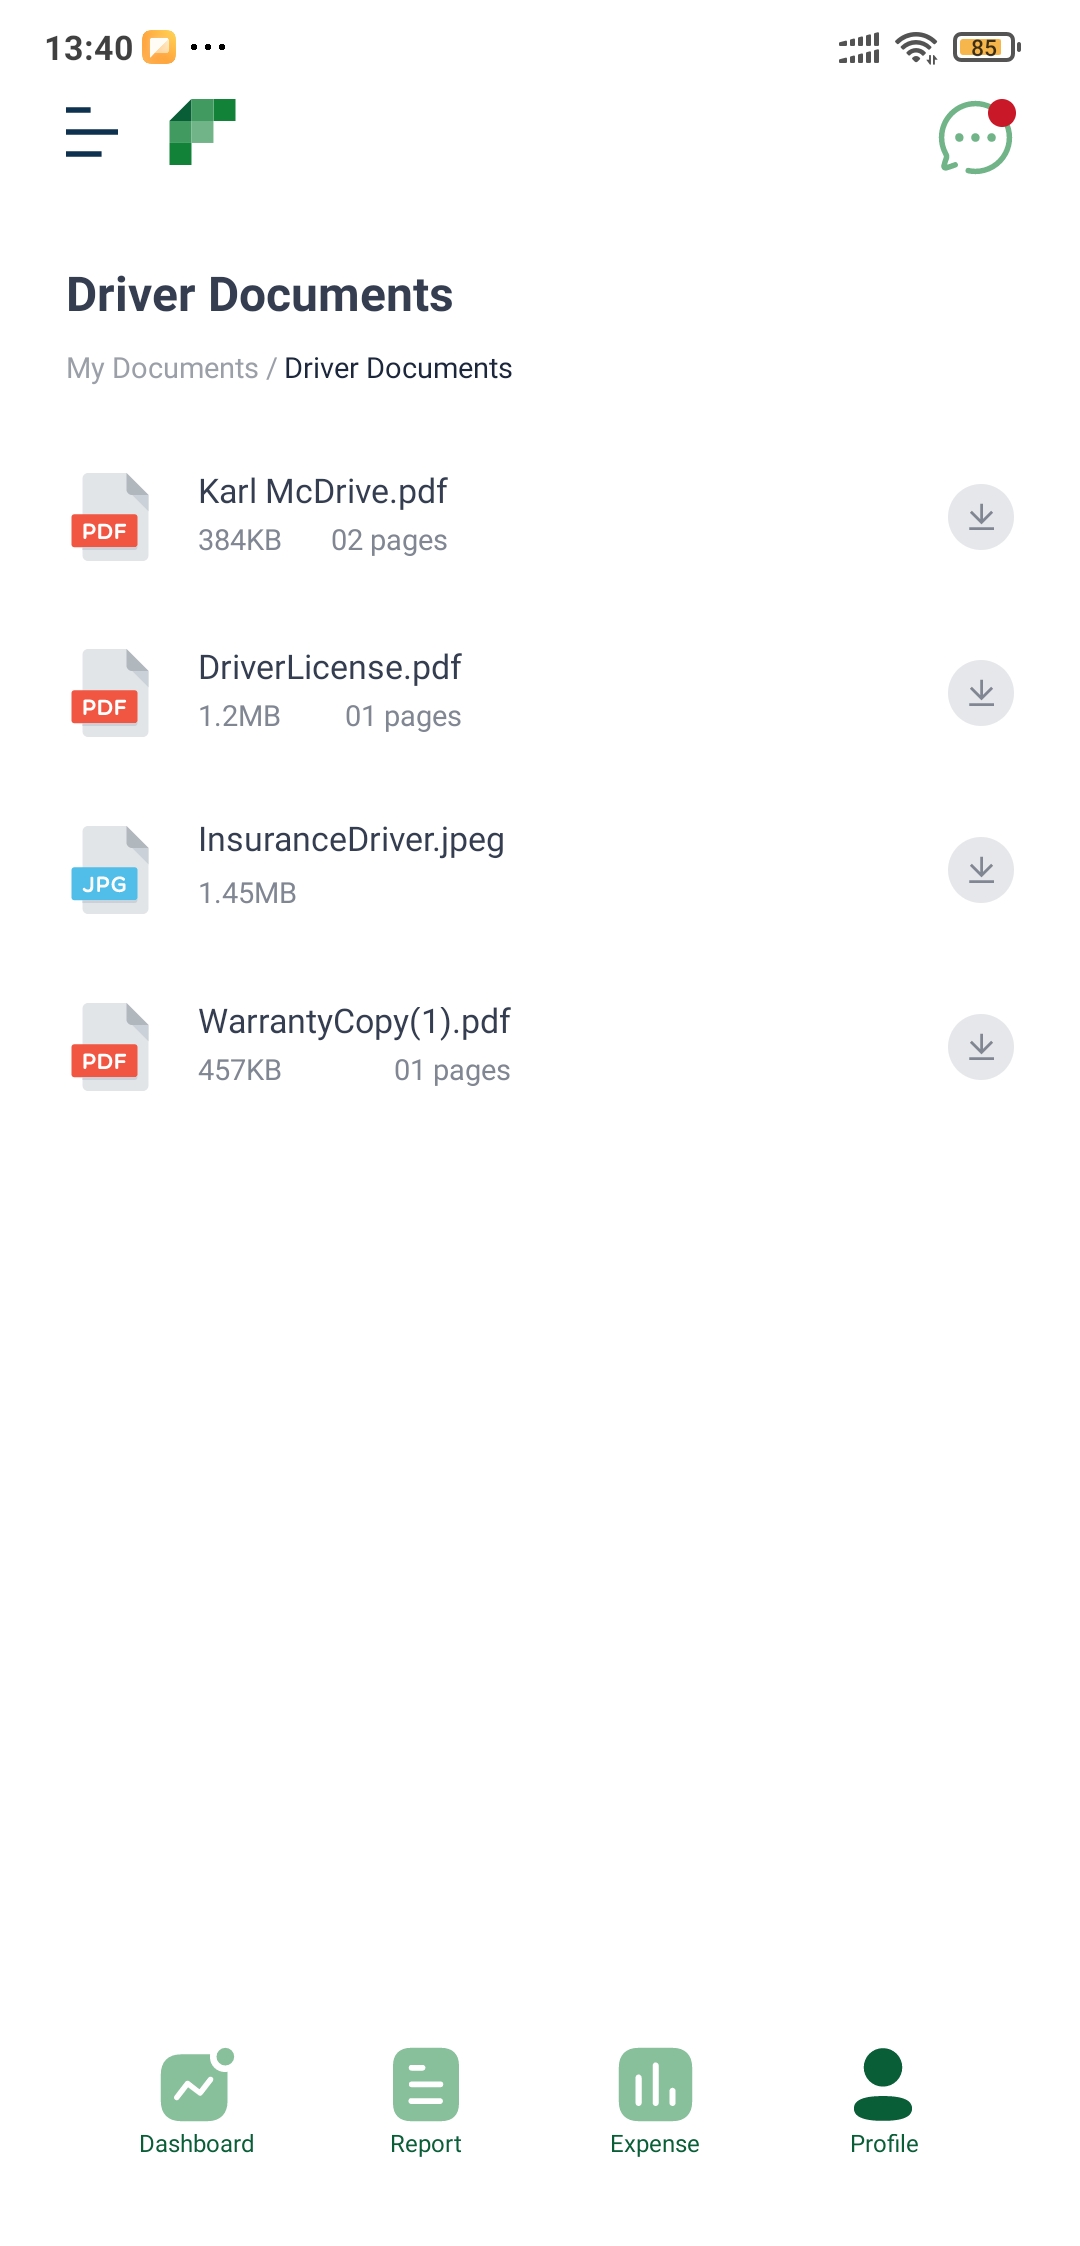 13:40
85
Driver Documents
My Documents / Driver Documents
Karl McDrive.pdf
PDF
384KB 02 pages
DriverLicense.pdf
PDF
1.2MB 01 pages
InsuranceDriver.jpeg
JPG
1.45MB
WarrantyCopy(1).pdf
PDF
457KB 01 pages
Dashboard Report Expense Profile